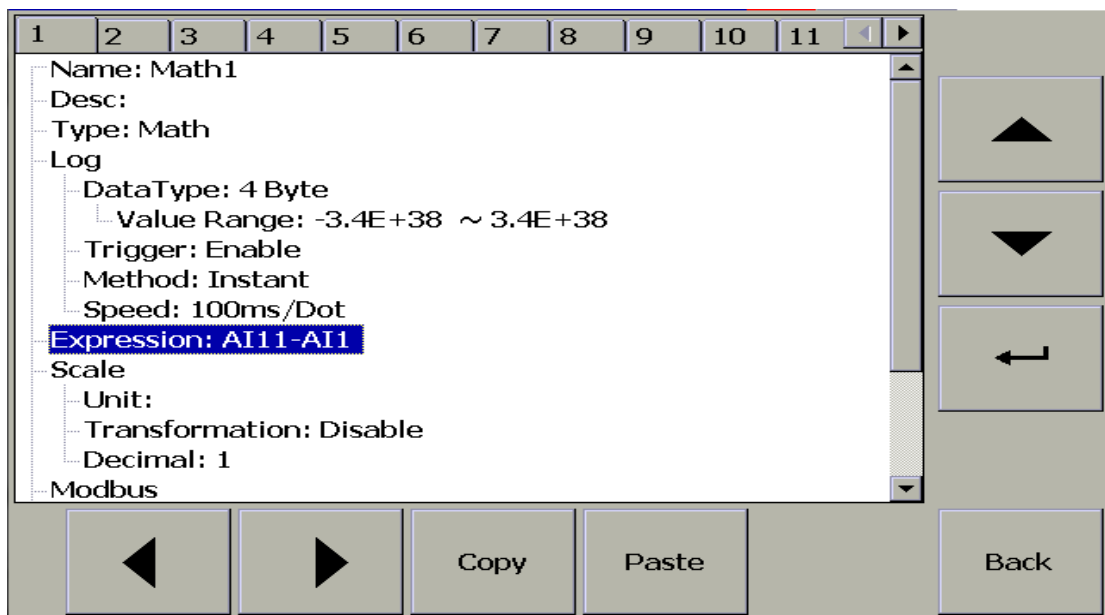 1 2 3 4 5 6 7 8 9 10 11
Name: Math1
Desc:
Type: Math
Log
DataType: 4 Byte
Value Range: -3.4E+38 ~ 3.4E+38
Trigger: Enable
Method: Instant
Speed: 100ms/Dot
Expression: AI11-AI1
Scale
Unit:
Transformation: Disable
Decimal: 1
Modbus
Copy Paste Back